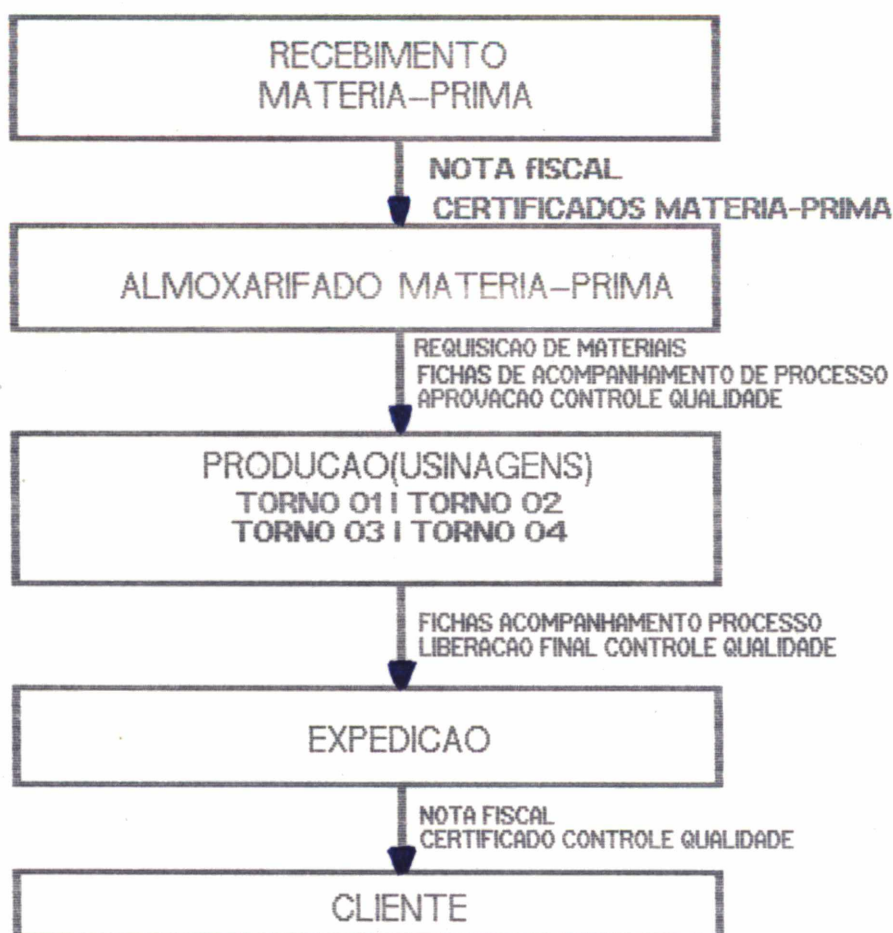 RECEBIMENTO
MATERIA-PRIMA
NOTA fISCAL
CERTIFICADOS MATERIA-PRIMA
ALMOXARIFADO MATERIA-PRIMA
REQUISICAO DE MATERIAIS
FICHAS DE ACOMPANHAMENTO DE PROCESSO
APROVACAO CONTROLE QUALIDADE
PRODUCAO(USINAGENS)
TORNO 01 | TORNO 02
TORNO 03 | TORNO 04
FICHAS ACOMPANHAMENTO PROCESSO
LIBERACAO FINAL CONTROLE QUALIDADE
EXPEDICAO
NOTA FISCAL
CERTIFICADO CONTROLE QUALIDADE
CLIENTE